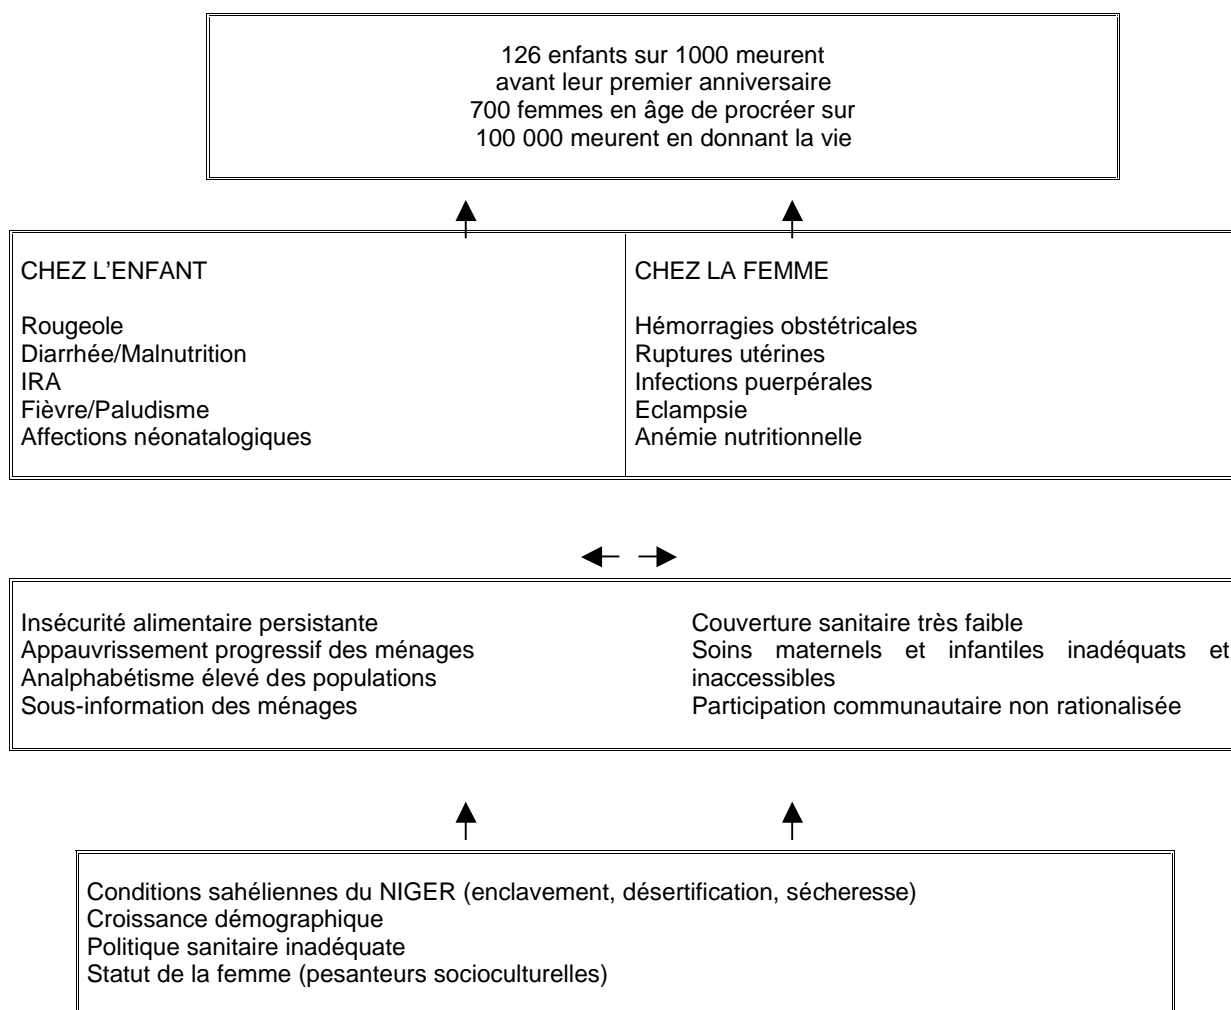 126 enfants sur 1000 meurent
avant leur premier anniversaire
700 femmes en âge de procréer sur
100 000 meurent en donnant la vie
CHEZ L'ENFANT
Rougeole
Diarrhée/Malnutrition
IRA
Fièvre/Paludisme
Affections néonatalogiques
CHEZ LA FEMME
Hémorragies obstétricales
Ruptures utérines
Infections puerpérales
Eclampsie
Anémie nutritionnelle
Insécurité alimentaire persistante
Appauvrissement progressif des ménages
Analphabétisme élevé des populations
Sous-information des ménages
Couverture sanitaire très faible
Soins maternels et infantiles inadéquats et
inaccessibles
Participation communautaire non rationalisée
Conditions sahéliennes du NIGER (enclavement, désertification, sécheresse)
Croissance démographique
Politique sanitaire inadéquate
Statut de la femme (pesanteurs socioculturelles)